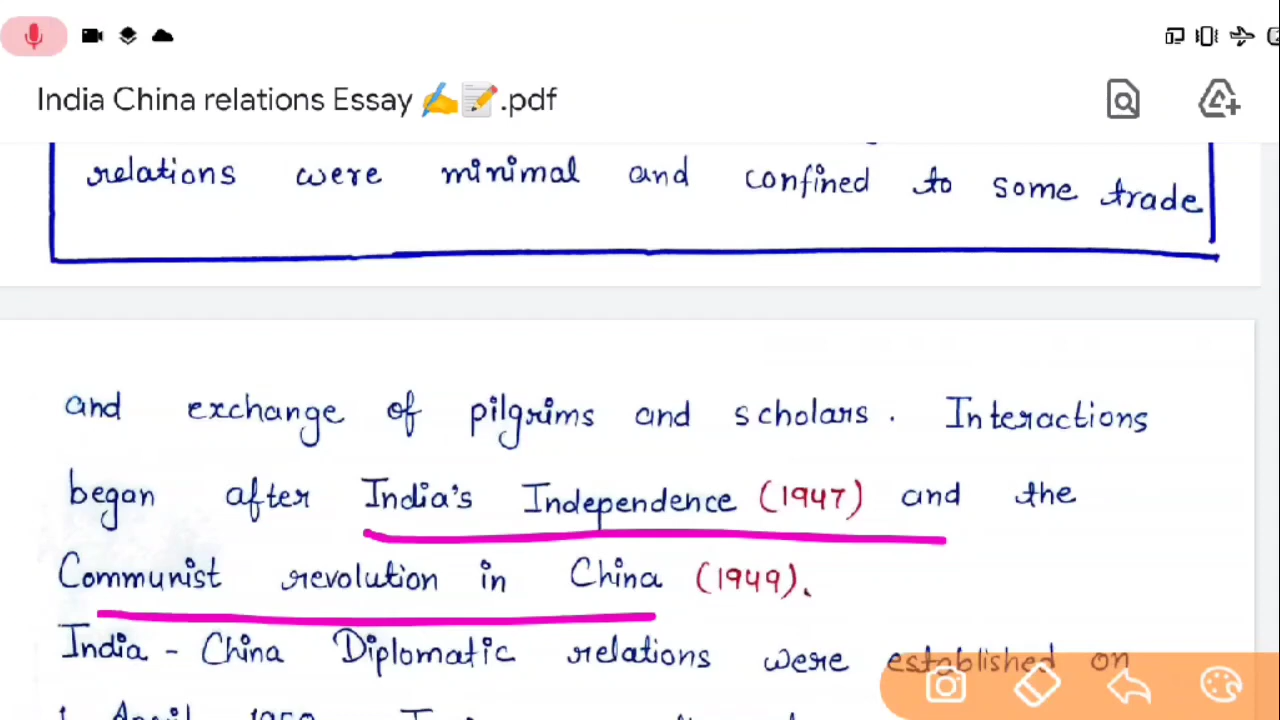 India China relations Essay ✍️📝.pdf
relations were minimal and confined to some trade
and exchange of pilgrims and scholars. Interactions
began after India's Independence (1947) and the
Communist revolution in China (1949).
India - China Diplomatic relations were established on